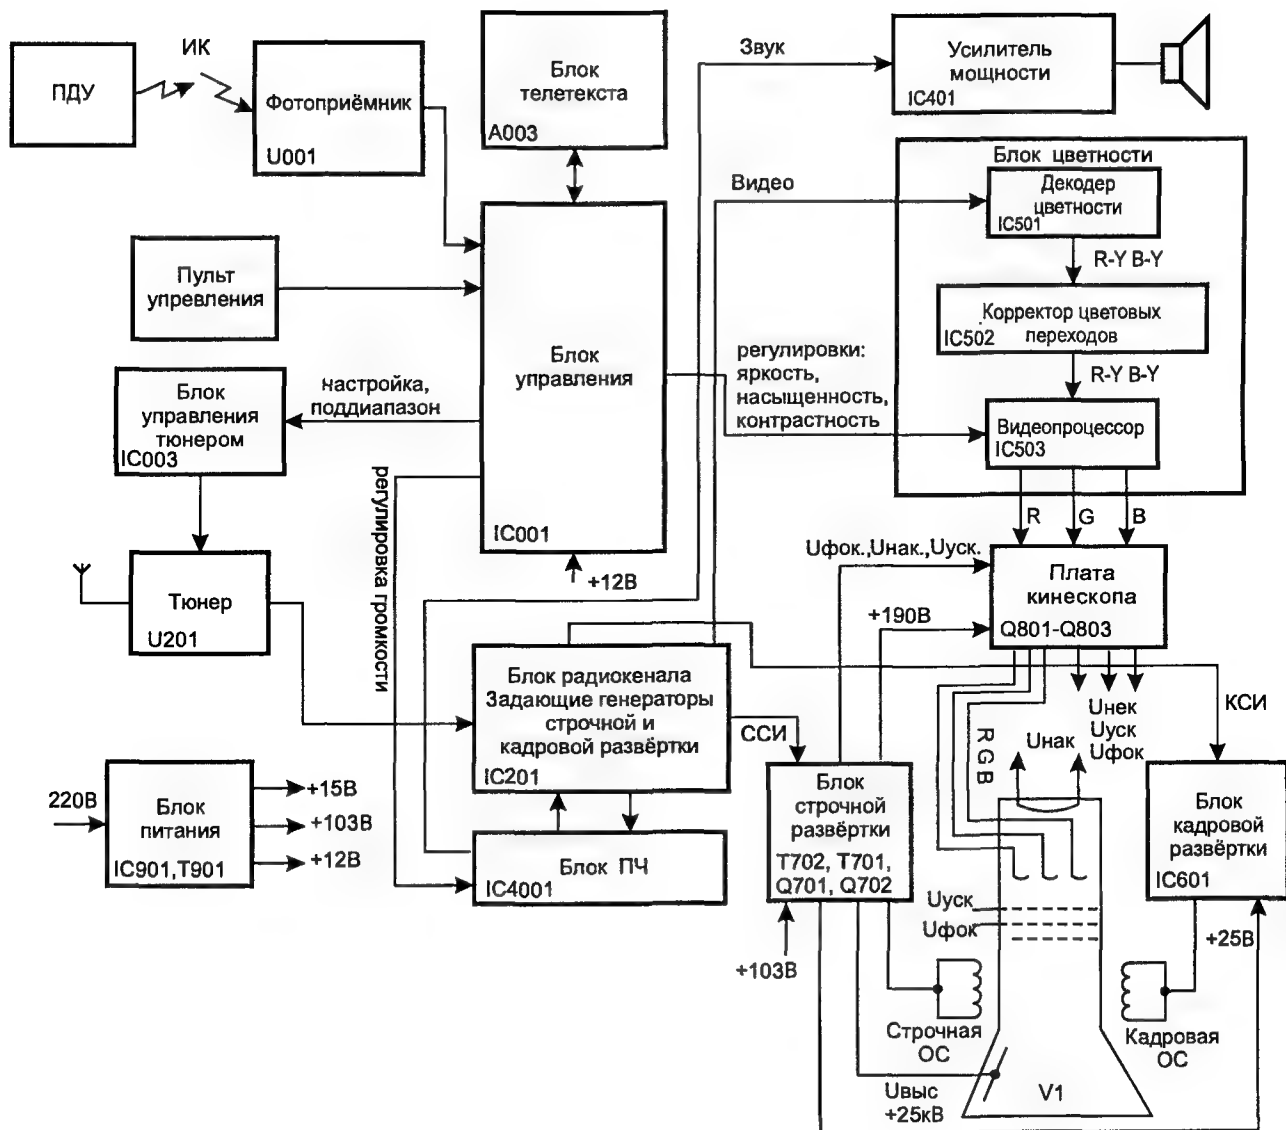 ПДУ
ИК
Фотоприёмник
U001
Блок
телетекста
A003
Звук
Усилитель
мощности
IC401
Блок цветности
Декодер
цветности
IC501
Видео
R-Y B-Y
Корректор цветовых
переходов
IC502
R-Y B-Y
Видеопроцессор
IC503
R
G
B
Пульт
упревления
Блок
управления
IC001
+12В
регулировки:
яркость,
насыщенность,
контрастность
Блок
управления
тюнером
IC003
настройка,
поддиапазон
регулировка громкости
Тюнер
U201
Uфок.,Uнак.,Uуск.
+190В
Плата
кинескопа
Q801-Q803
Блок радиокенала
Задающие генераторы
строчной и
кадровой развёртки
IC201
ССИ
КСИ
Uнек
Uуск
Uфок
Uнак
R G B
220В
Блок
питания
IC901,T901
+15В
+103В
+12В
Блок ПЧ
IC4001
Блок
строчной
развёртки
T702, T701,
Q701, Q702
+103В
Блок
кадровой
развёртки
IC601
+25В
Uуск
Uфок
Строчная
ОС
Кадровая
ОС
Uвыс
+25кВ
V1